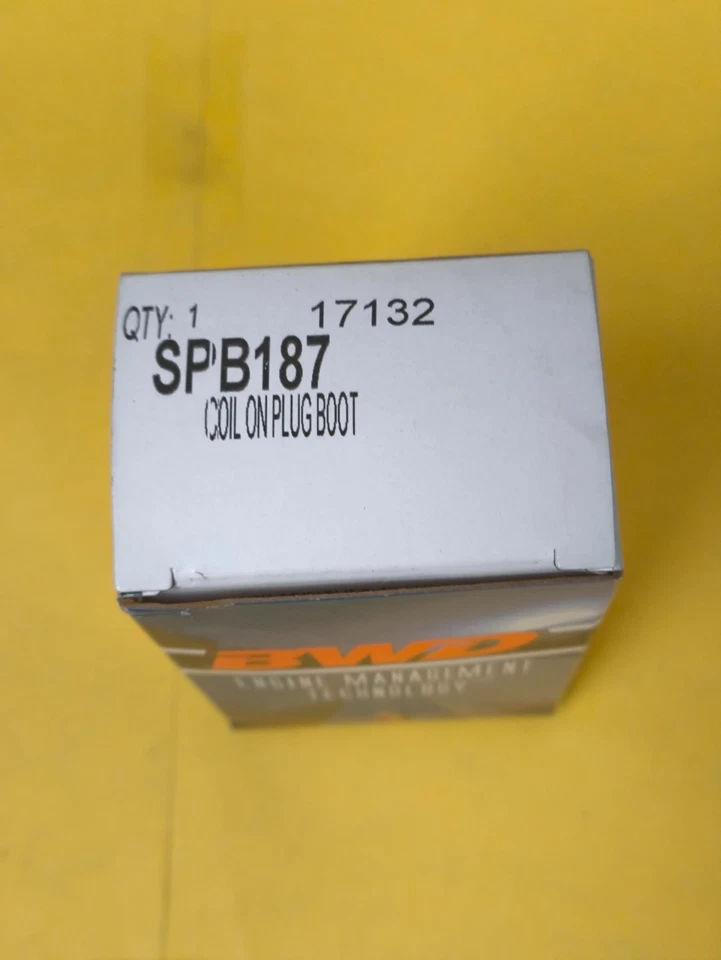 QTY: 1 17132
SPB187
COIL ON PLUG BOOT
BWD
ENGINE MANAGEMENT
TECHNOLOGY